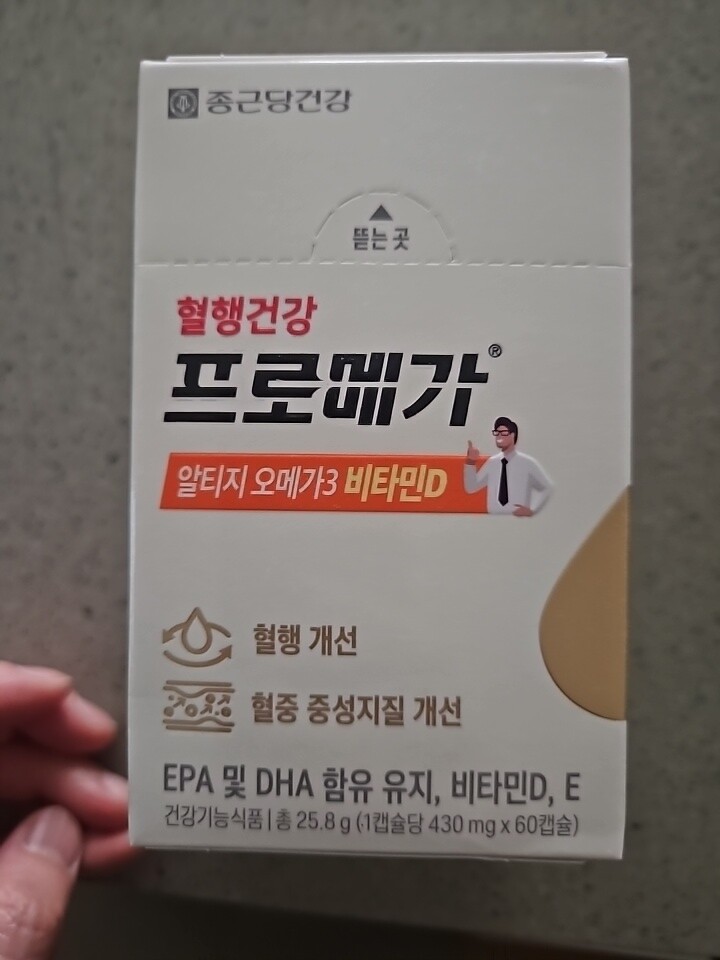 종근당건강
뜯는 곳
혈행건강
프로메가®
알티지 오메가3 비타민D
혈행 개선
혈중 중성지질 개선
EPA 및 DHA 함유 유지, 비타민D, E
건강기능식품 | 총 25.8 g (1캡슐당 430 mg x 60캡슐)